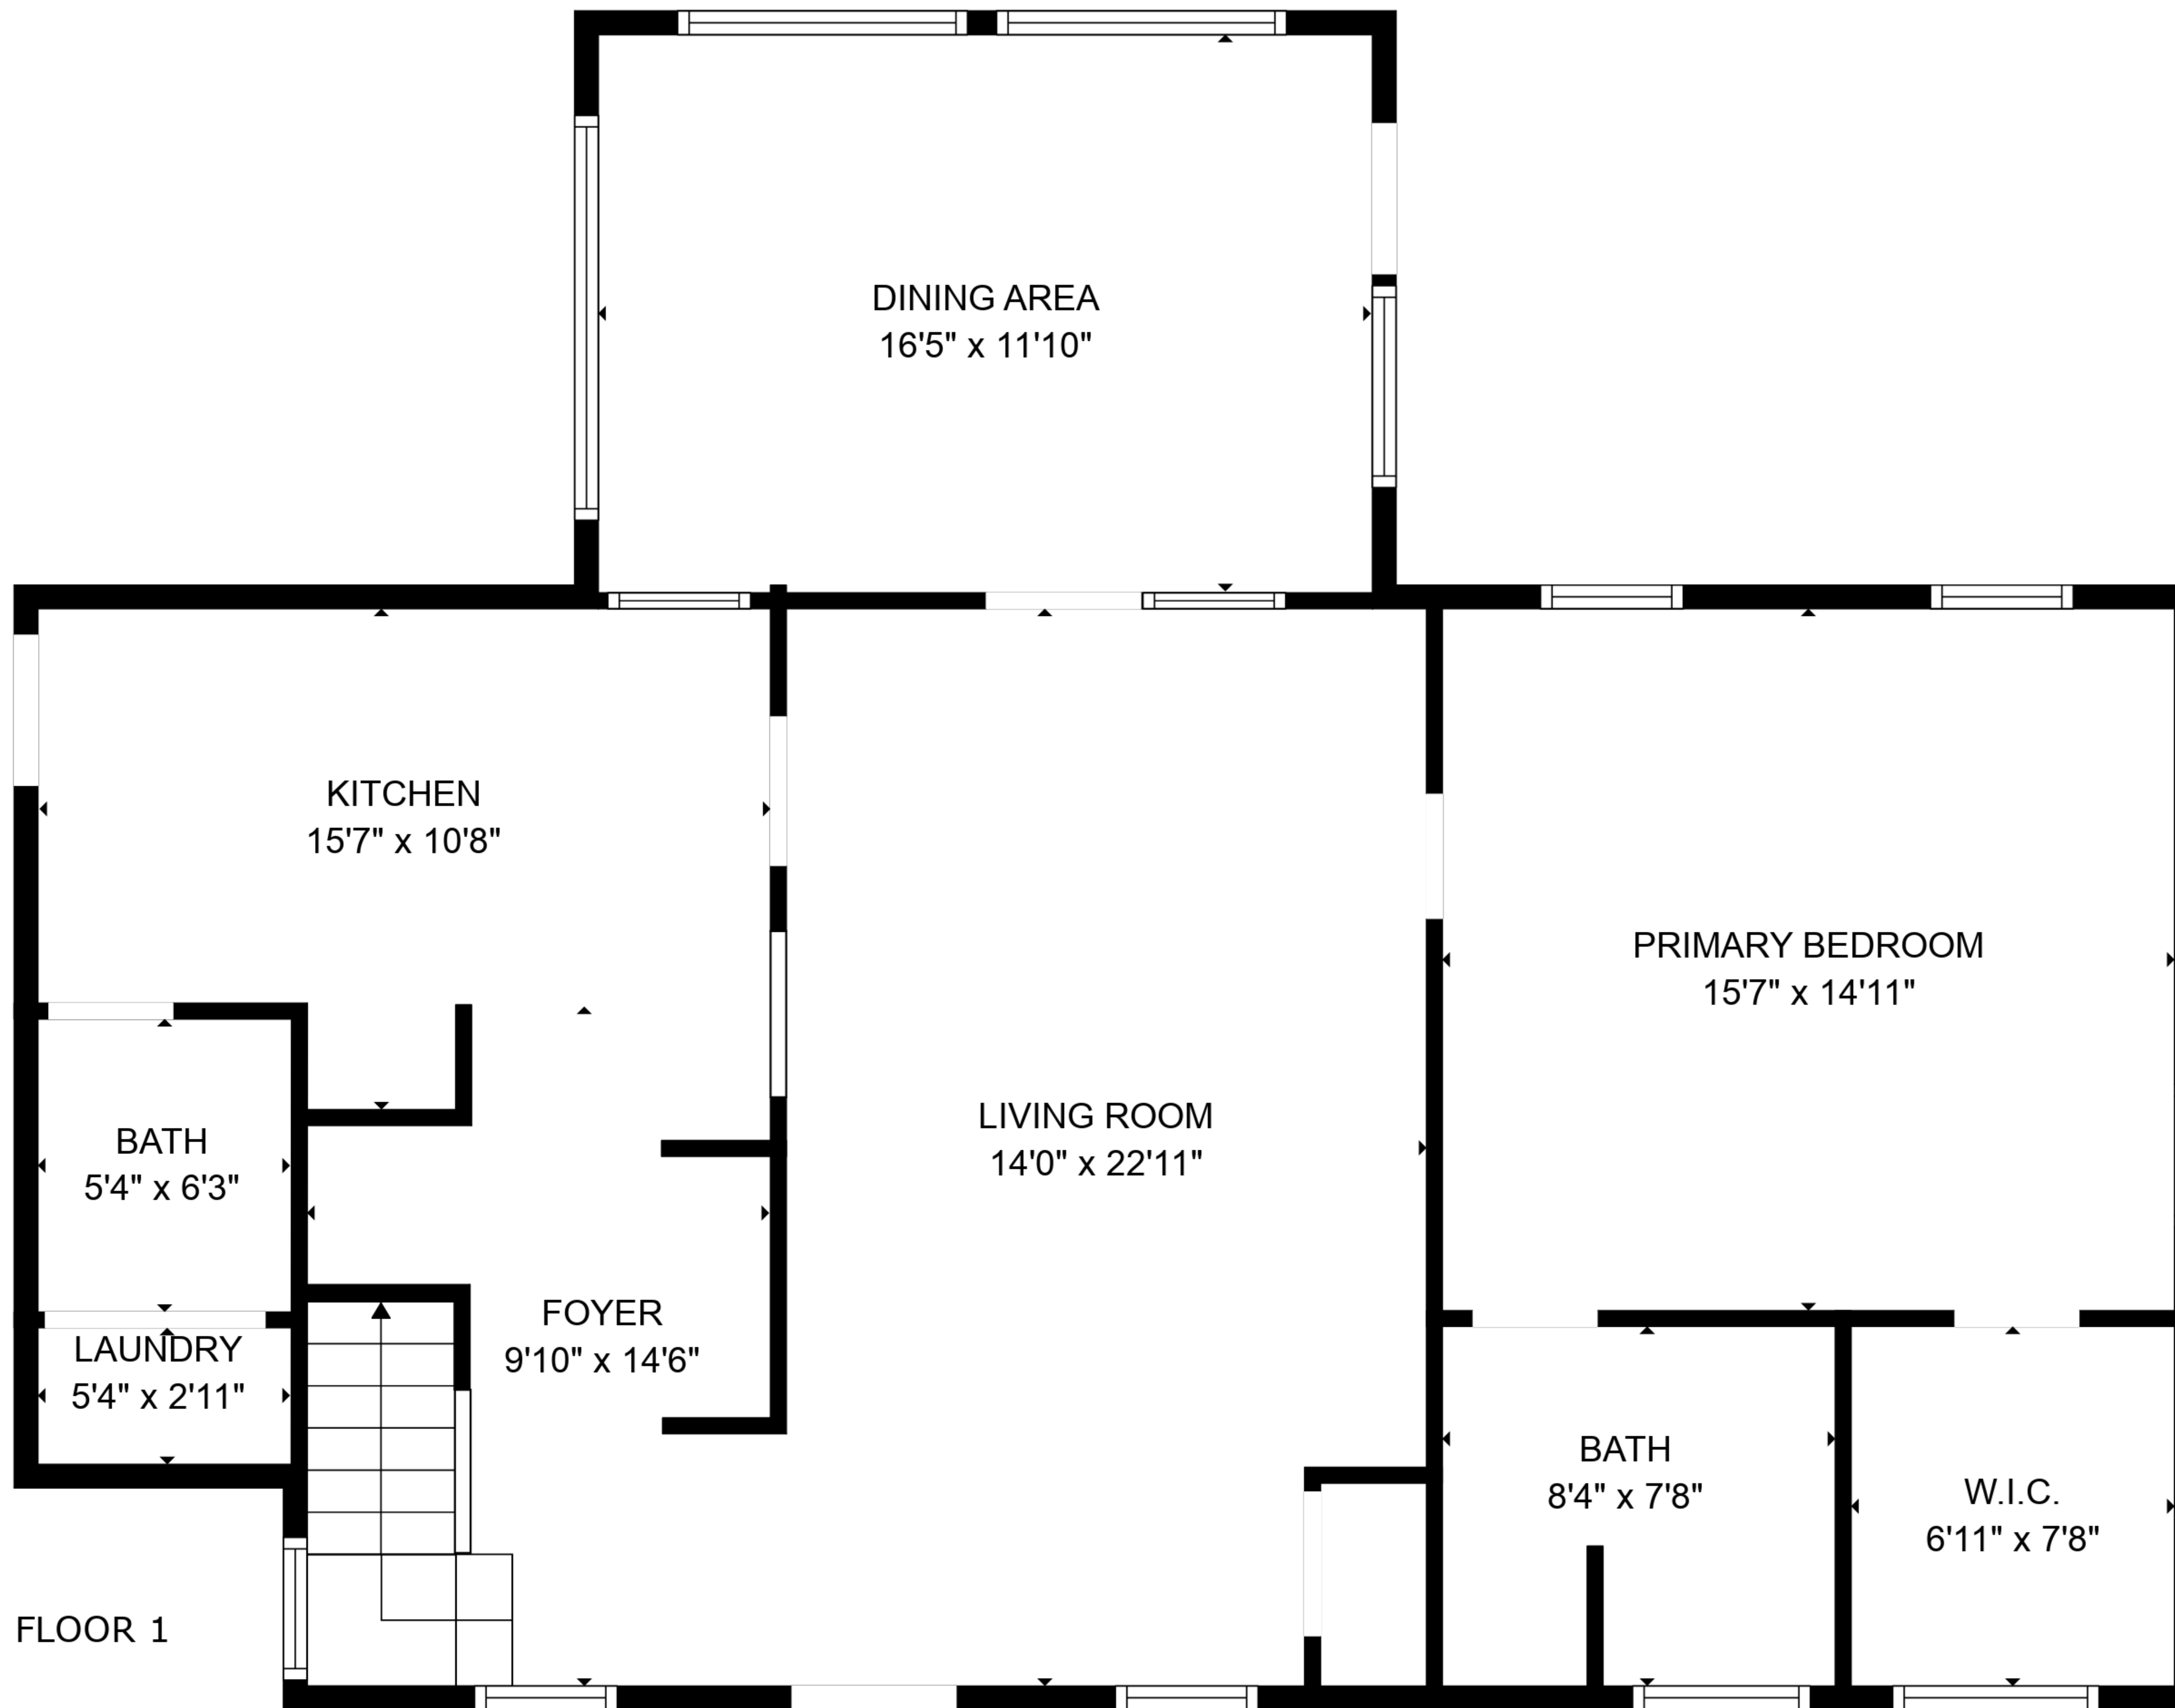 DINING AREA
16'5" x 11'10"
KITCHEN
15'7" x 10'8"
PRIMARY BEDROOM
15'7" x 14'11"
LIVING ROOM
14'0" x 22'11"
BATH
5'4" x 6'3"
FOYER
9'10" x 14'6"
LAUNDRY
5'4" x 2'11"
BATH
8'4" x 7'8"
W.I.C.
6'11" x 7'8"
FLOOR 1